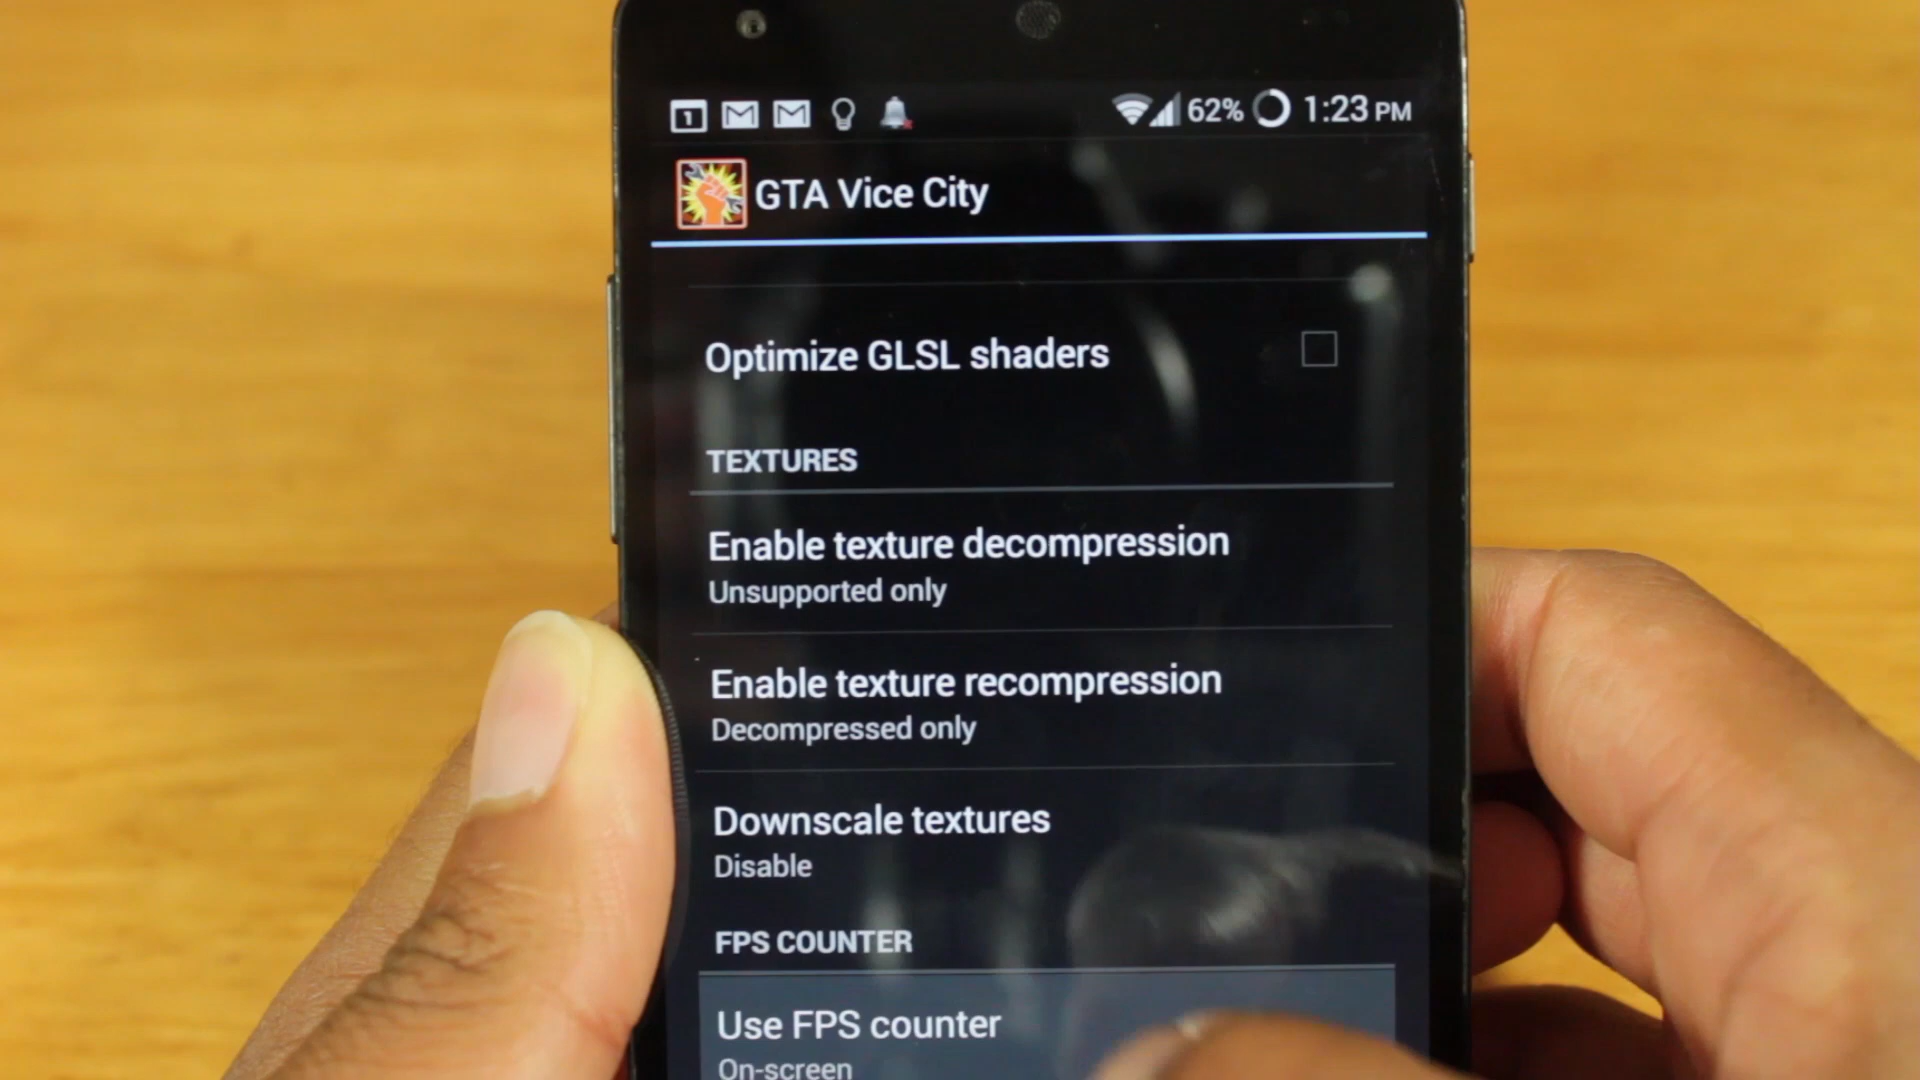 1 62% 1:23 PM
GTA Vice City
Optimize GLSL shaders
TEXTURES
Enable texture decompression
Unsupported only
Enable texture recompression
Decompressed only
Downscale textures
Disable
FPS COUNTER
Use FPS counter
On-screen